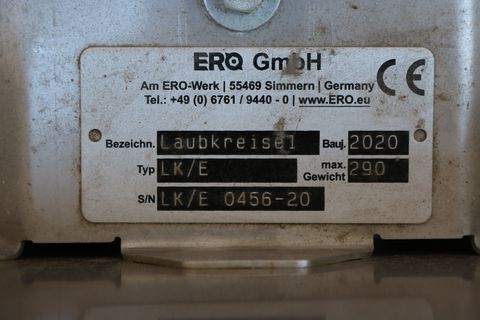 ERO GmbH
Am ERO-Werk | 55469 Simmern | Germany
Tel.: +49 (0) 6761 / 9440 - 0 | www.ERO.eu
CE
Bezeichn. Laubkreisel Bauj. 2020
Typ LK/E max. Gewicht 290
S/N LK/E 0456-20